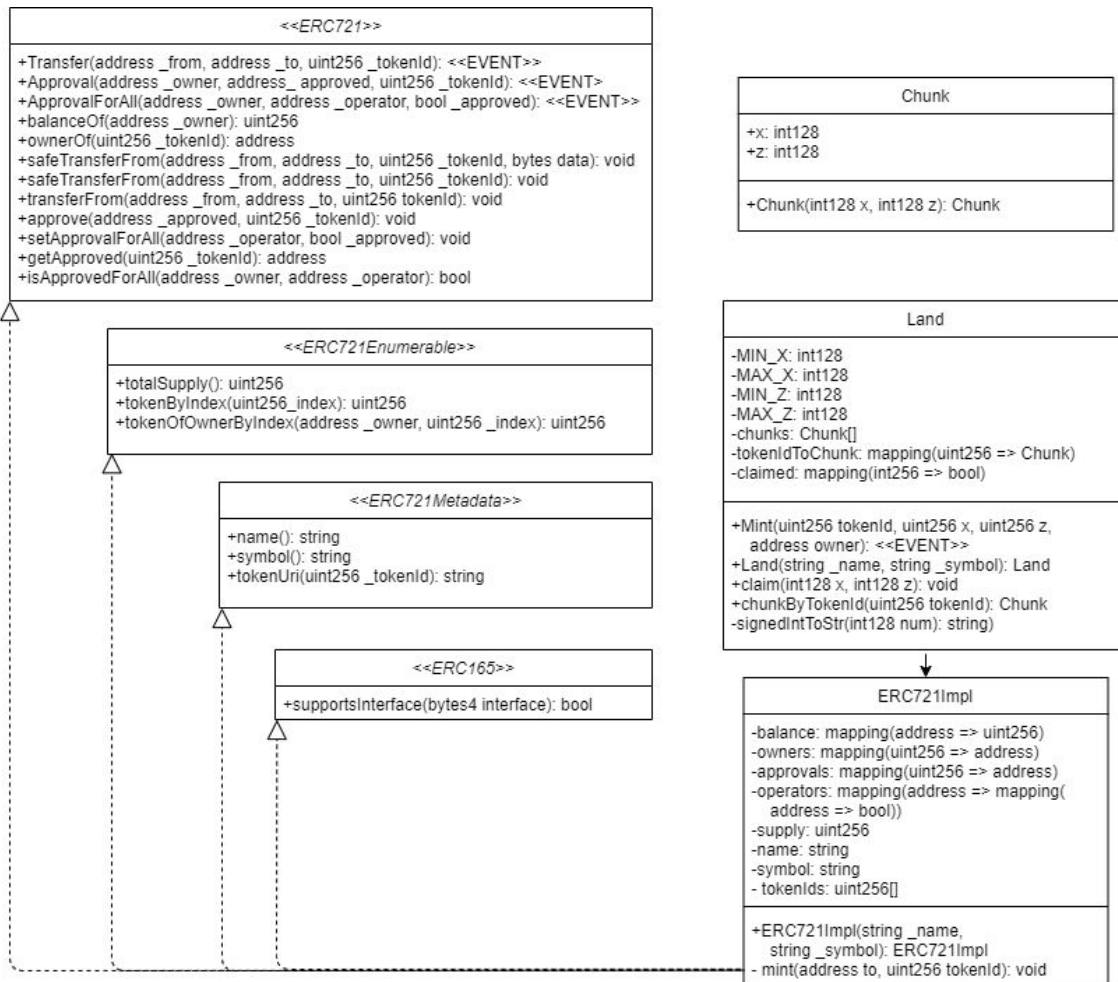 <<ERC721>>
+Transfer(address _from, address _to, uint256 _tokenId): <<EVENT>>
+Approval(address _owner, address_ approved, uint256 _tokenId): <<EVENT>
+ApprovalForAll(address _owner, address _operator, bool _approved): <<EVENT>>
+balanceOf(address _owner): uint256
+ownerOf(uint256 _tokenId): address
+safeTransferFrom(address _from, address _to, uint256 _tokenId, bytes data): void
+safeTransferFrom(address _from, address _to, uint256 _tokenId): void
+transferFrom(address _from, address _to, uint256 tokenId): void
+approve(address _approved, uint256 _tokenId): void
+setApprovalForAll(address _operator, bool _approved): void
+getApproved(uint256 _tokenId): address
+isApprovedForAll(address _owner, address _operator): bool
<<ERC721Enumerable>>
+totalSupply(): uint256
+tokenByIndex(uint256_index): uint256
+tokenOfOwnerByIndex(address _owner, uint256 _index): uint256
<<ERC721Metadata>>
+name(): string
+symbol(): string
+tokenUri(uint256 _tokenId): string
<<ERC165>>
+supportsInterface(bytes4 interface): bool
Chunk
+x: int128
+z: int128
+Chunk(int128 x, int128 z): Chunk
Land
-MIN_X: int128
-MAX_X: int128
-MIN_Z: int128
-MAX_Z: int128
-chunks: Chunk[]
-tokenIdToChunk: mapping(uint256 => Chunk)
-claimed: mapping(int256 => bool)
+Mint(uint256 tokenId, uint256 x, uint256 z,
address owner): <<EVENT>>
+Land(string _name, string _symbol): Land
+claim(int128 x, int128 z): void
+chunkByTokenId(uint256 tokenId): Chunk
-signedIntToStr(int128 num): string)
ERC721Impl
-balance: mapping(address => uint256)
-owners: mapping(uint256 => address)
-approvals: mapping(uint256 => address)
-operators: mapping(address => mapping(
address => bool))
-supply: uint256
-name: string
-symbol: string
- tokenIds: uint256[]
+ERC721Impl(string _name,
string _symbol): ERC721Impl
- mint(address to, uint256 tokenId): void